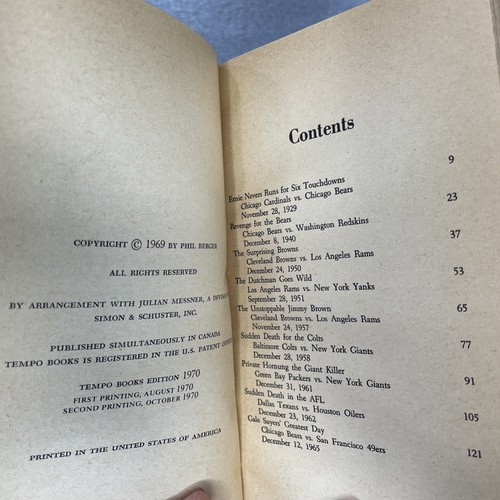 COPYRIGHT © 1969 BY PHIL BERGER
ALL RIGHTS RESERVED
BY ARRANGEMENT WITH JULIAN MESSNER, A
SIMON & SCHUSTER, INC.
PUBLISHED SIMULTANEOUSLY IN CANADA
TEMPO BOOKS IS REGISTERED IN THE U.S. PATENT
TEMPO BOOKS EDITION 1970
FIRST PRINTING, AUGUST 1970
SECOND PRINTING, OCTOBER 1970
PRINTED IN THE UNITED STATES OF AMERICA
Contents
Ernie Nevers Runs for Six Touchdowns 9
Chicago Cardinals vs. Chicago Bears
November 28, 1929
Revenge for the Bears 23
Chicago Bears vs. Washington Redskins
December 8, 1940
The Surprising Browns 37
Cleveland Browns vs. Los Angeles Rams
December 24, 1950
The Dutchman Goes Wild 53
Los Angeles Rams vs. New York Yanks
September 28, 1951
The Unstoppable Jimmy Brown 65
Cleveland Browns vs. Los Angeles Rams
November 24, 1957
Sudden Death for the Colts 77
Baltimore Colts vs. New York Giants
December 28, 1958
Private Hornung the Giant Killer 91
Green Bay Packers vs. New York Giants
December 31, 1961
Sudden Death in the AFL 105
Dallas Texans vs. Houston Oilers
December 23, 1962
Gale Sayers' Greatest Day 121
Chicago Bears vs. San Francisco 49ers
December 12, 1965